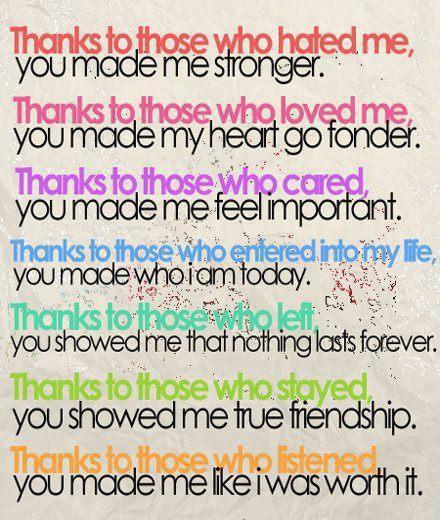 Thanks to those who hated me,
you made me stronger.
Thanks to those who loved me,
you made my heart go fonder.
Thanks to those who cared,
you made me feel important.
Thanks to those who entered into my life,
you made who i am today.
Thanks to those who left,
you showed me that nothing lasts forever.
Thanks to those who stayed,
you showed me true friendship.
Thanks to those who listened,
you made me like i was worth it.